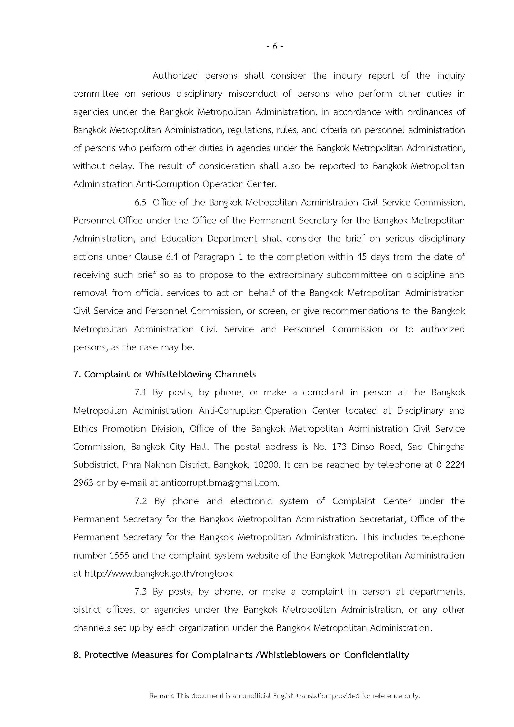 - 6 -
Authorized persons shall consider the inquiry report of the inquiry
committee on serious disciplinary misconduct of persons who perform other duties in
agencies under the Bangkok Metropolitan Administration, in accordance with ordinances of
Bangkok Metropolitan Administration, regulations, rules, and criteria on personnel administration
of persons who perform other duties in agencies under the Bangkok Metropolitan Administration,
without delay. The result of consideration shall also be reported to Bangkok Metropolitan
Administration Anti-Corruption Operation Center.
6.5 Office of the Bangkok Metropolitan Administration Civil Service Commission,
Personnel Office under the Office of the Permanent Secretary for the Bangkok Metropolitan
Administration, and Education Department shall consider the brief on serious disciplinary
actions under Clause 6.4 of Paragraph 1 to the completion within 45 days from the date of
receiving such brief so as to propose to the extraordinary subcommittee on discipline and
removal from official services to act on behalf of the Bangkok Metropolitan Administration
Civil Service and Personnel Commission, or screen, or give recommendations to the Bangkok
Metropolitan Administration Civil Service and Personnel Commission or to authorized
persons, as the case may be.
7. Complaint or Whistleblowing Channels
7.1 By posts, by phone, or make a complaint in person at the Bangkok
Metropolitan Administration Anti-Corruption Operation Center located at Disciplinary and
Ethics Promotion Division, Office of the Bangkok Metropolitan Administration Civil Service
Commission, Bangkok City Hall. The postal address is No. 173 Dinso Road, Sao Chingcha
Subdistrict, Phra Nakhon District, Bangkok, 10200. It can be reached by telephone at 0 2224
2963 or by e-mail at anticorrupt.bma@gmail.com.
7.2 By phone and electronic system of Complaint Center under the
Permanent Secretary for the Bangkok Metropolitan Administration Secretariat, Office of the
Permanent Secretary for the Bangkok Metropolitan Administration. This includes telephone
number 1555 and the complaint system website of the Bangkok Metropolitan Administration
at http://www.bangkok.go.th/rongtook
7.3 By posts, by phone, or make a complaint in person at departments,
district offices, or agencies under the Bangkok Metropolitan Administration, or any other
channels set up by each organization under the Bangkok Metropolitan Administration.
8. Protective Measures for Complainants /Whistleblowers on Confidentiality
Remark: This document is an unofficial English translation provided for reference only.